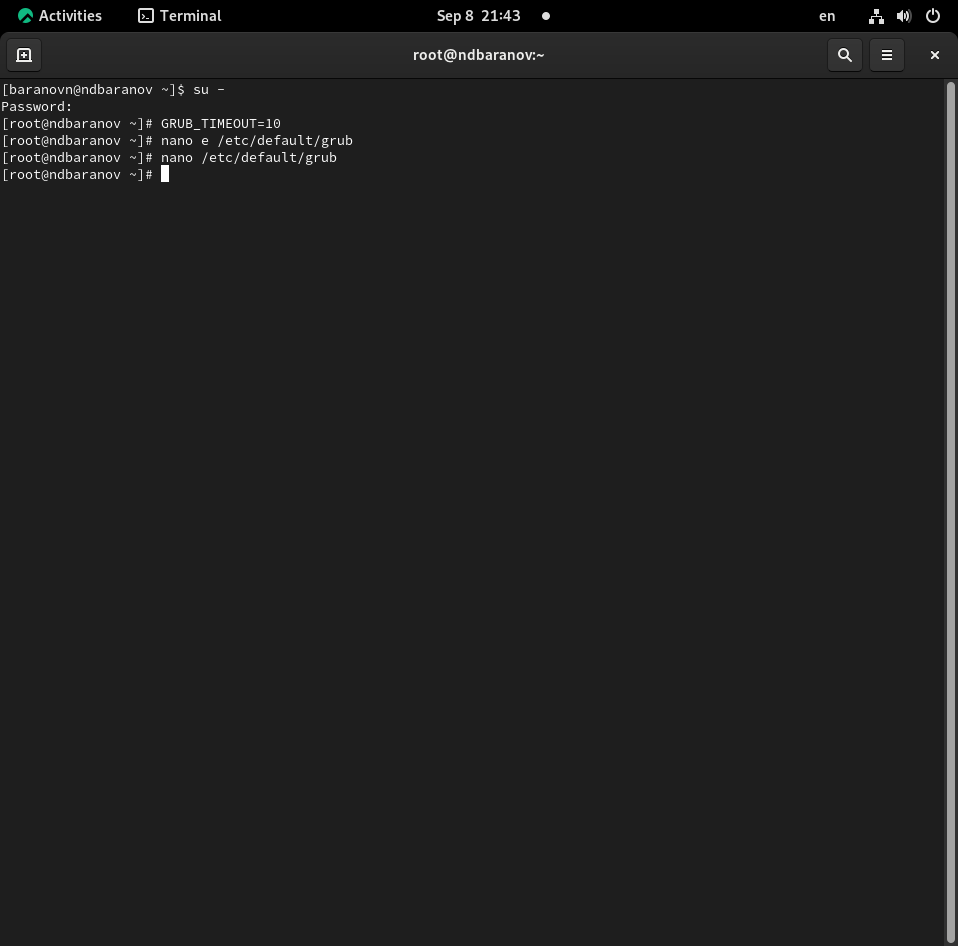 Activities Terminal Sep 8 21:43 en
root@ndbaranov:~
[baranovn@ndbaranov ~]$ su -
Password:
[root@ndbaranov ~]# GRUB_TIMEOUT=10
[root@ndbaranov ~]# nano e /etc/default/grub
[root@ndbaranov ~]# nano /etc/default/grub
[root@ndbaranov ~]#